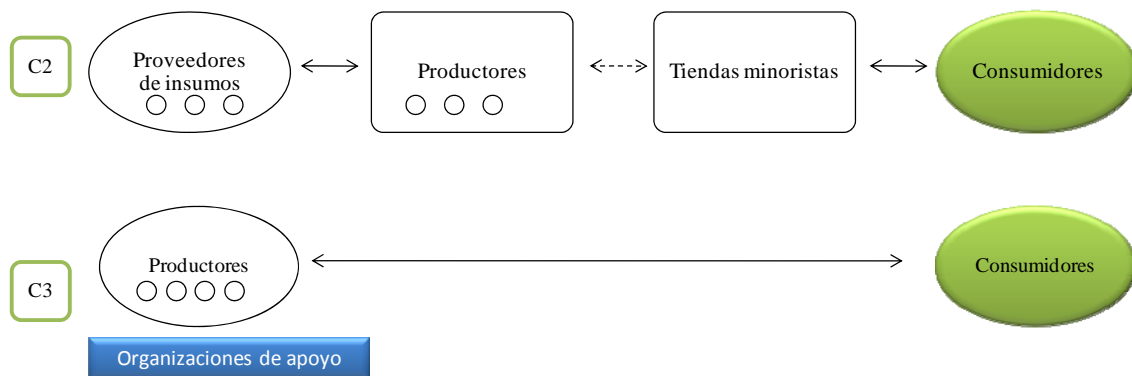 C2
Proveedores
de insumos
Productores
Tiendas minoristas
Consumidores
C3
Productores
Consumidores
Organizaciones de apoyo